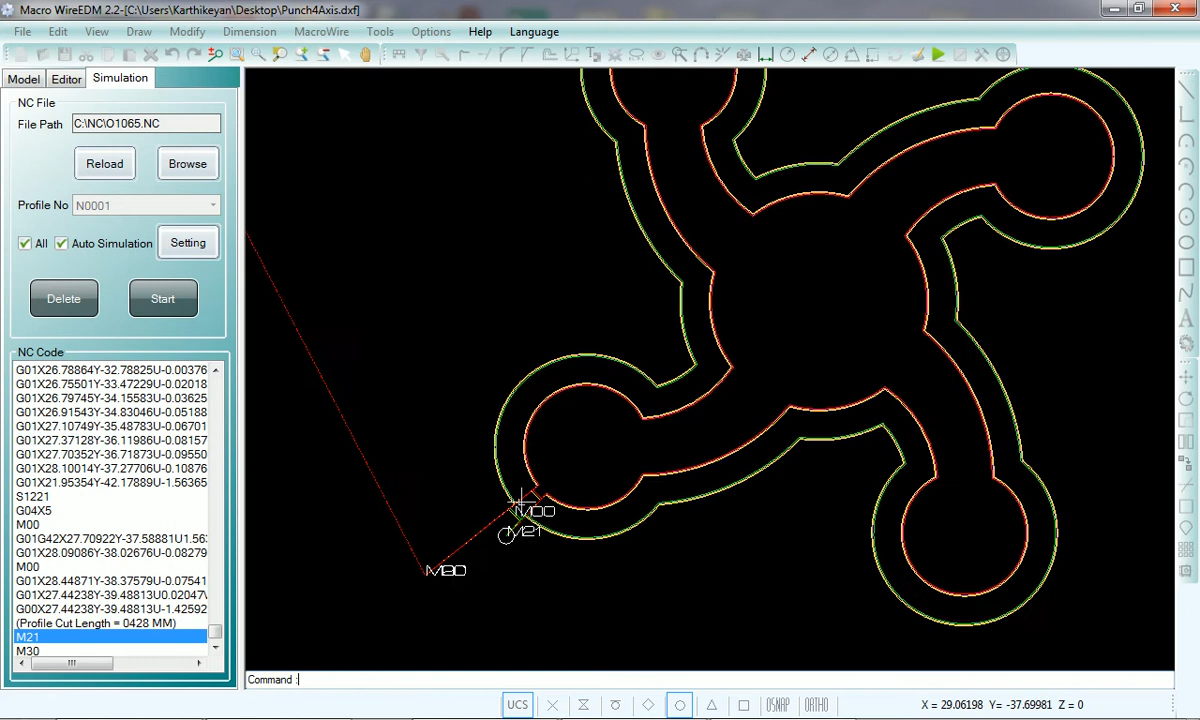 Macro WireEDM 2.2-[C:\Users\Karthikeyan\Desktop\Punch4Axis.dxf]
File Edit View Draw Modify Dimension MacroWire Tools Options Help Language
Model Editor Simulation
NC File
File Path C:\NC\O1065.NC
Reload Browse
Profile No N0001
All Auto Simulation Setting
Delete Start
NC Code
G01X26.78864Y-32.78825U-0.00376
G01X26.75501Y-33.47229U-0.02018
G01X26.79745Y-34.15583U-0.03625
G01X26.91543Y-34.83046U-0.05188
G01X27.10749Y-35.48783U-0.06701
G01X27.37128Y-36.11986U-0.08157
G01X27.70352Y-36.71873U-0.09550
G01X28.10014Y-37.27706U-0.10876
G01X21.95354Y-42.17889U-1.56365
S1221
G04X5
M00
G01G42X27.70922Y-37.58881U1.56
G01X28.09086Y-38.02676U-0.08279
M00
G01X28.44871Y-38.37579U-0.07541
G01X27.44238Y-39.48813U0.02047V
G00X27.44238Y-39.48813U-1.42592
(Profile Cut Length = 0428 MM)
M21
M30
M00
M21
Command :
UCS OSNAP ORTHO X = 29.06198 Y= -37.69981 Z = 0